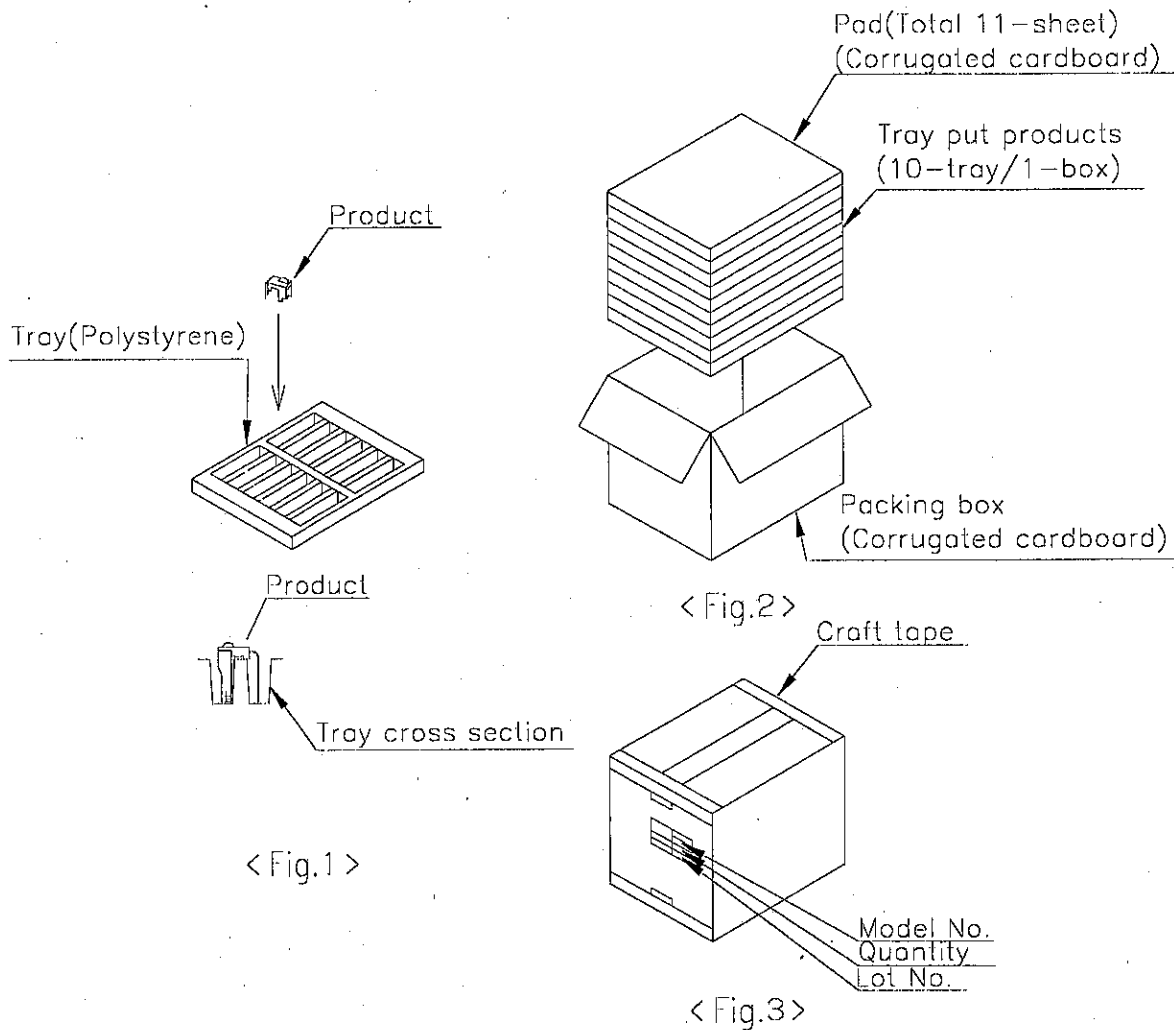 Pad(Total 11-sheet)
(Corrugated cardboard)
Tray put products
(10-tray/1-box)
Product
Tray(Polystyrene)
Packing box
(Corrugated cardboard)
<Fig.2>
Product
Tray cross section
<Fig.1>
Craft tape
Model No.
Quantity
Lot No.
<Fig.3>